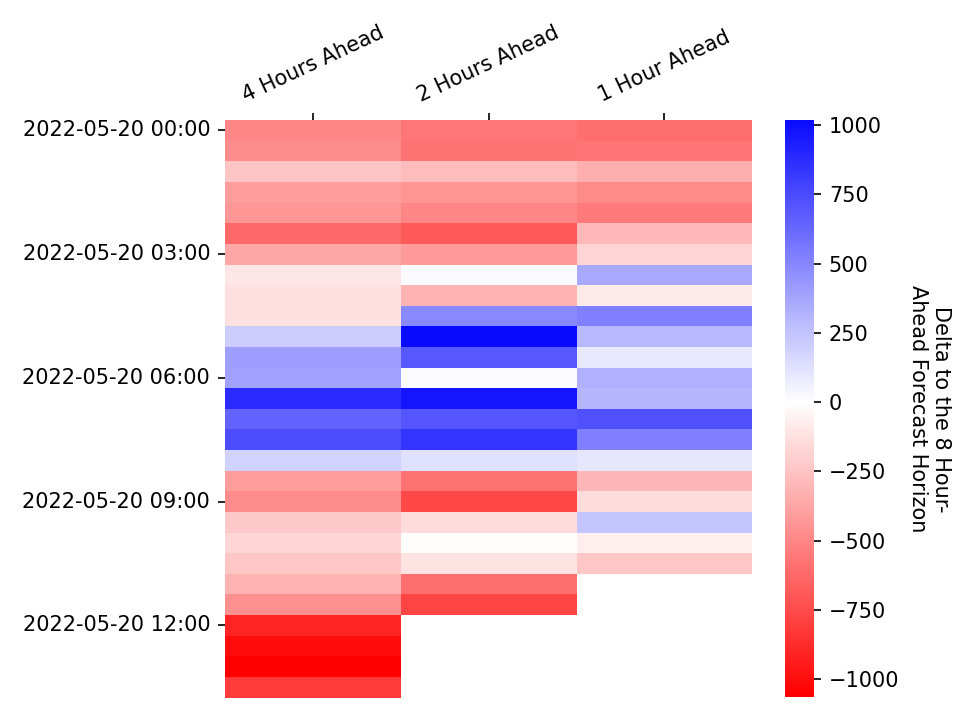 4 Hours Ahead
2 Hours Ahead
1 Hour Ahead
2022-05-20 00:00
2022-05-20 03:00
2022-05-20 06:00
2022-05-20 09:00
2022-05-20 12:00
1000
750
500
250
0
−250
−500
−750
−1000
Delta to the 8 Hour-
Ahead Forecast Horizon